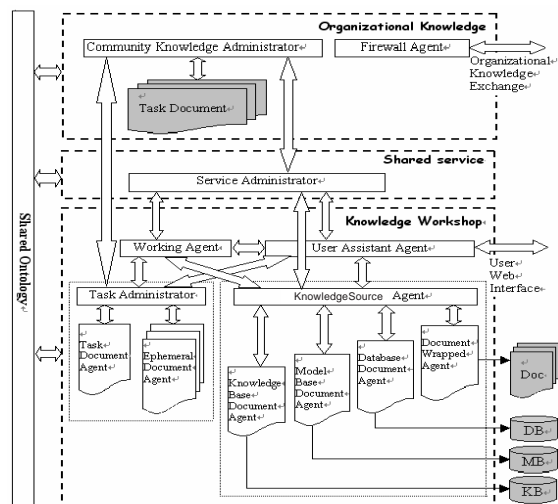 Organizational Knowledge
Community Knowledge Administrator
Firewall Agent
Organizational
Knowledge
Exchange
Task Document
Shared service
Service Administrator
Shared Ontology
Knowledge Workshop
Working Agent
User Assistant Agent
User
Web
Interface
Task Administrator
KnowledgeSource Agent
Task
Document
Agent
Ephemeral
Document
Agent
Knowledge
Base
Document
Agent
Model
Base
Document
Agent
Database
Document
Agent
Document
Wrapped
Agent
Doc
DB
MB
KB